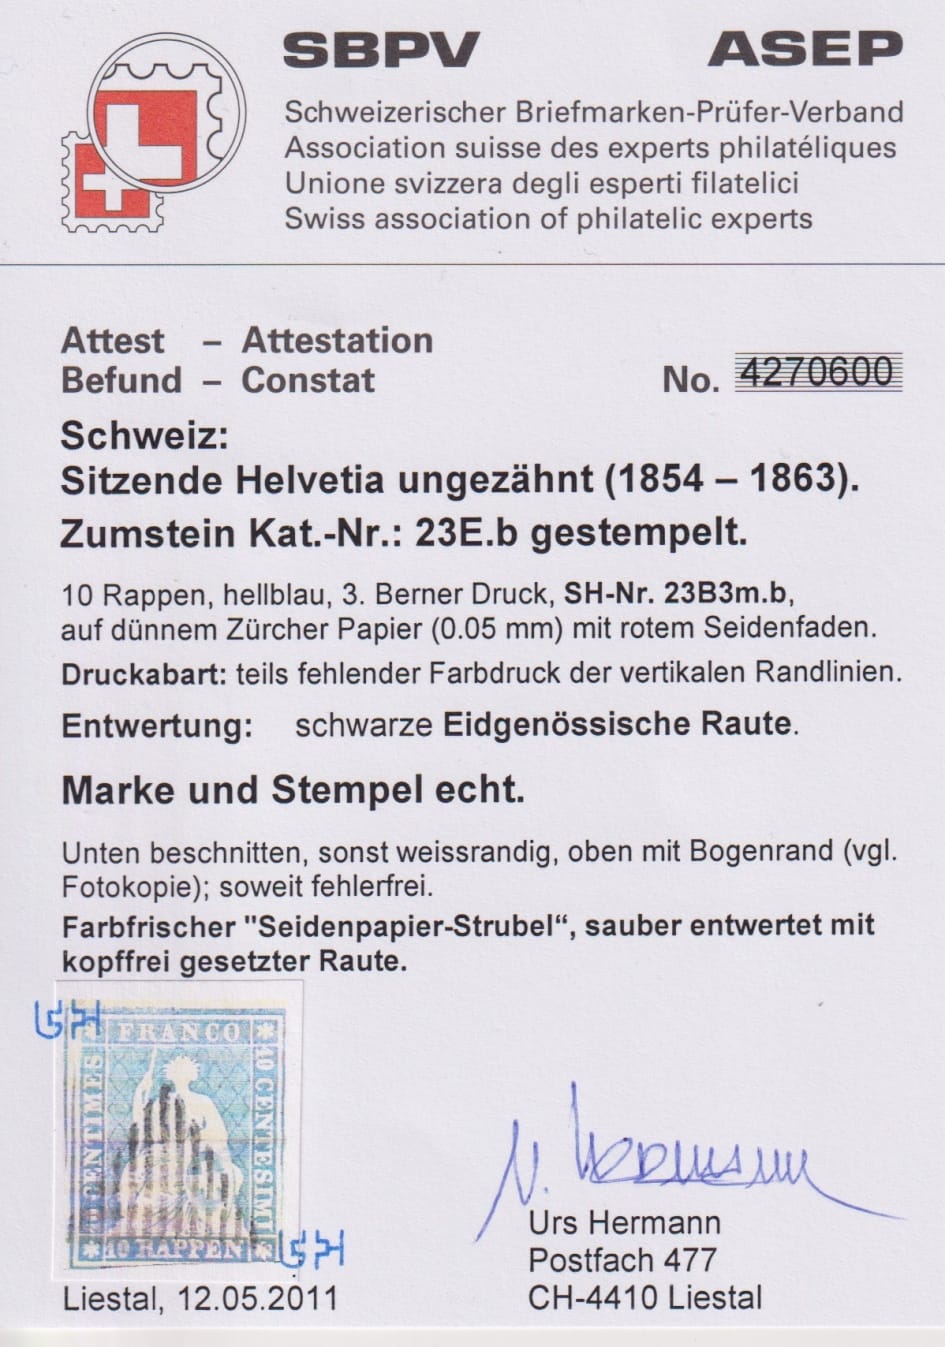 SBPV ASEP
Schweizerischer Briefmarken-Prüfer-Verband
Association suisse des experts philatéliques
Unione svizzera degli esperti filatelici
Swiss association of philatelic experts
Attest – Attestation
Befund – Constat
No. 4270600
Schweiz:
Sitzende Helvetia ungezähnt (1854 – 1863).
Zumstein Kat.-Nr.: 23E.b gestempelt.
10 Rappen, hellblau, 3. Berner Druck, SH-Nr. 23B3m.b,
auf dünnem Zürcher Papier (0.05 mm) mit rotem Seidenfaden.
Druckabart: teils fehlender Farbdruck der vertikalen Randlinien.
Entwertung: schwarze Eidgenössische Raute.
Marke und Stempel echt.
Unten beschnitten, sonst weissrandig, oben mit Bogenrand (vgl.
Fotokopie); soweit fehlerfrei.
Farbfrischer "Seidenpapier-Strubel“, sauber entwertet mit
kopffrei gesetzter Raute.
FRANCO
10 CENTIMES
10 CENTESIMI
10 RAPPEN
U. Hermann
Urs Hermann
Postfach 477
CH-4410 Liestal
Liestal, 12.05.2011